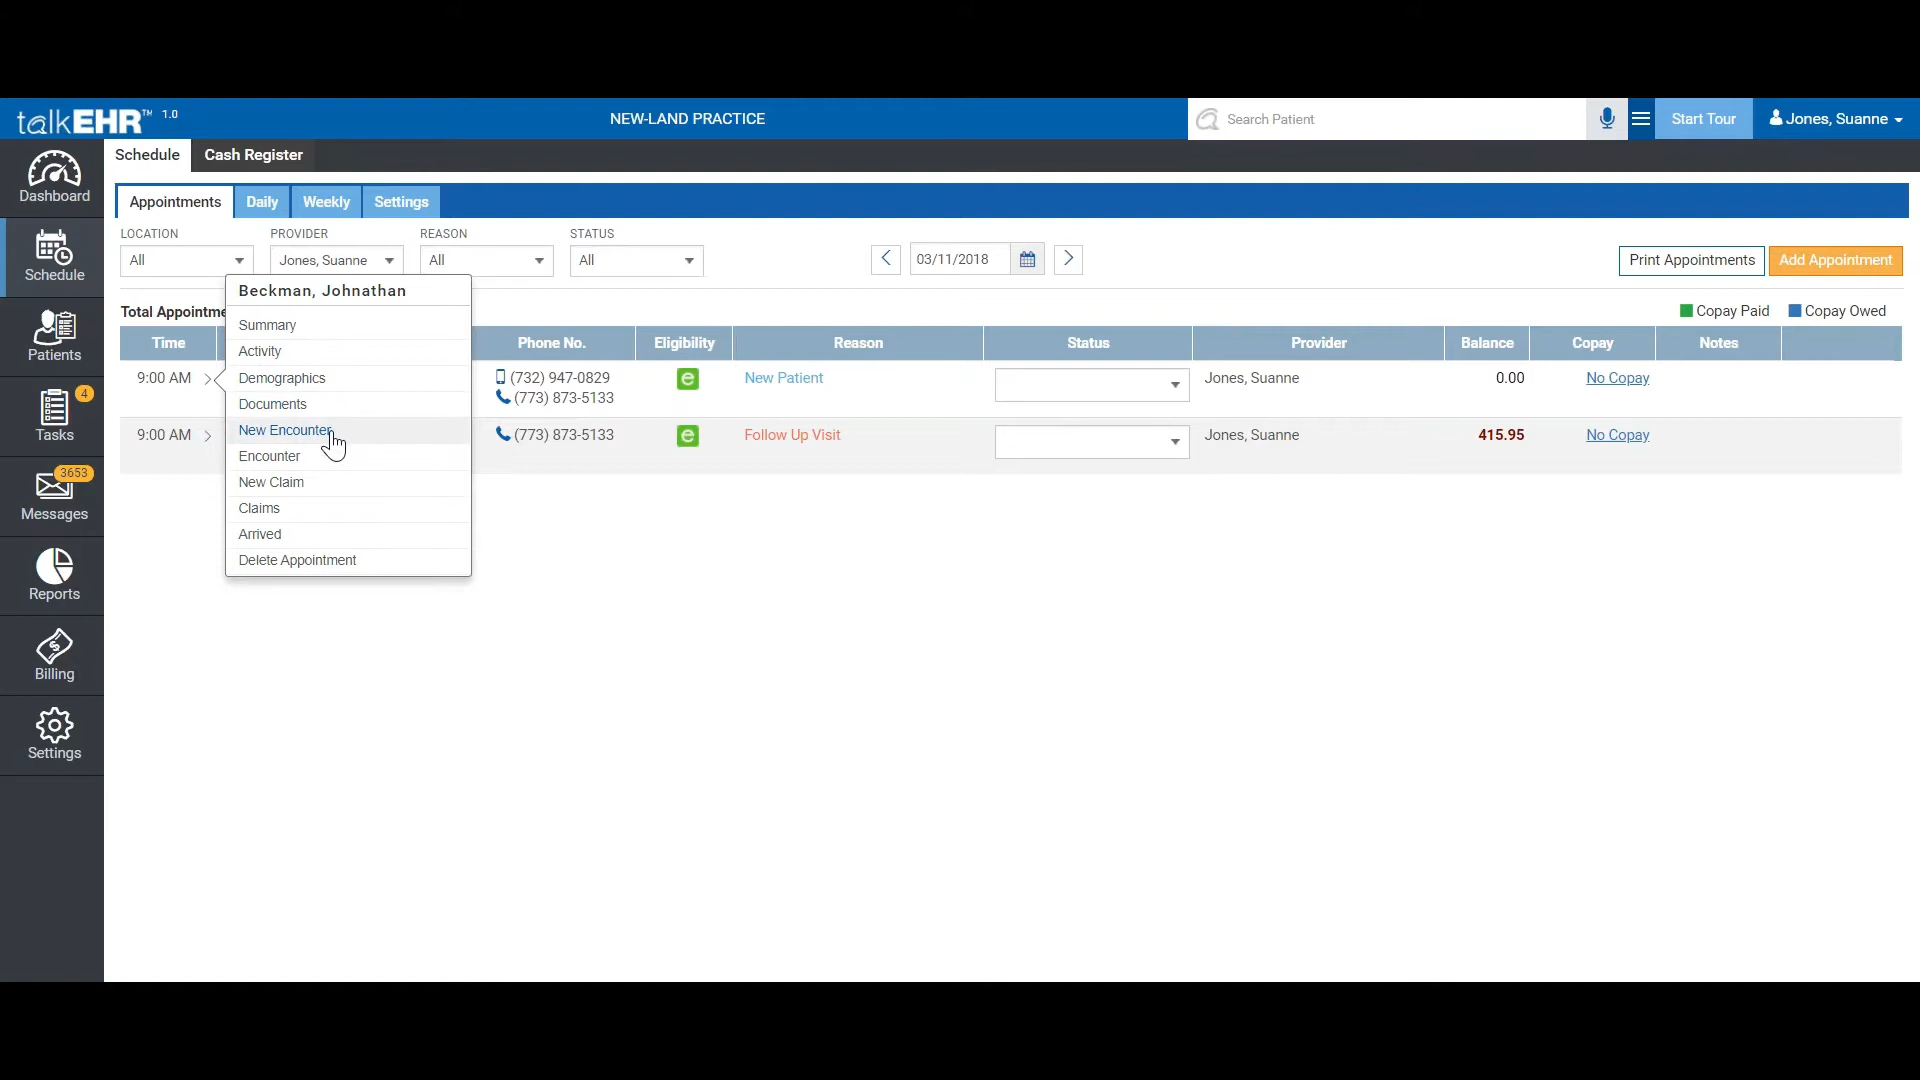 talkEHR™ 1.0
NEW-LAND PRACTICE
Search Patient
Start Tour
Jones, Suanne
Schedule
Cash Register
Dashboard
Schedule
Patients
4
Tasks
3653
Messages
Reports
Billing
Settings
Appointments
Daily
Weekly
Settings
LOCATION
PROVIDER
REASON
STATUS
All
Jones, Suanne
All
All
03/11/2018
Print Appointments
Add Appointment
Total Appointme
Copay Paid
Copay Owed
Beckman, Johnathan
Summary
Activity
Demographics
Documents
New Encounter
Encounter
New Claim
Claims
Arrived
Delete Appointment
Time
Phone No.
Eligibility
Reason
Status
Provider
Balance
Copay
Notes
9:00 AM
(732) 947-0829
(773) 873-5133
e
New Patient
Jones, Suanne
0.00
No Copay
9:00 AM
(773) 873-5133
e
Follow Up Visit
Jones, Suanne
415.95
No Copay